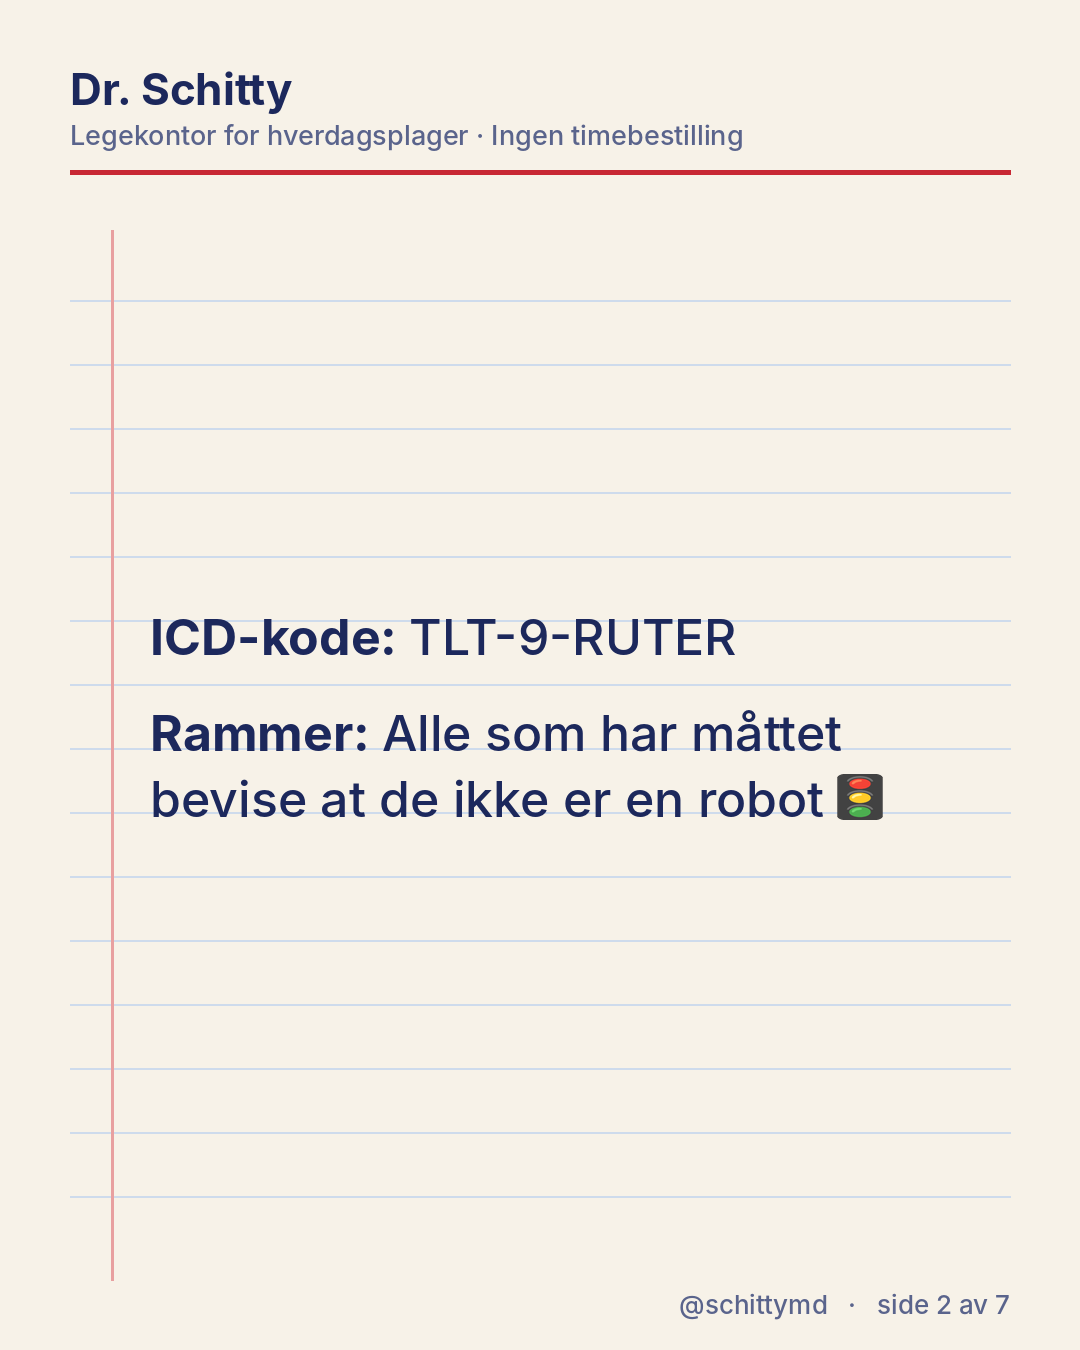 Dr. Schitty
Legekontor for hverdagsplager · Ingen timebestilling
ICD-kode: TLT-9-RUTER
Rammer: Alle som har måttet
bevise at de ikke er en robot 🚦
@schittymd · side 2 av 7